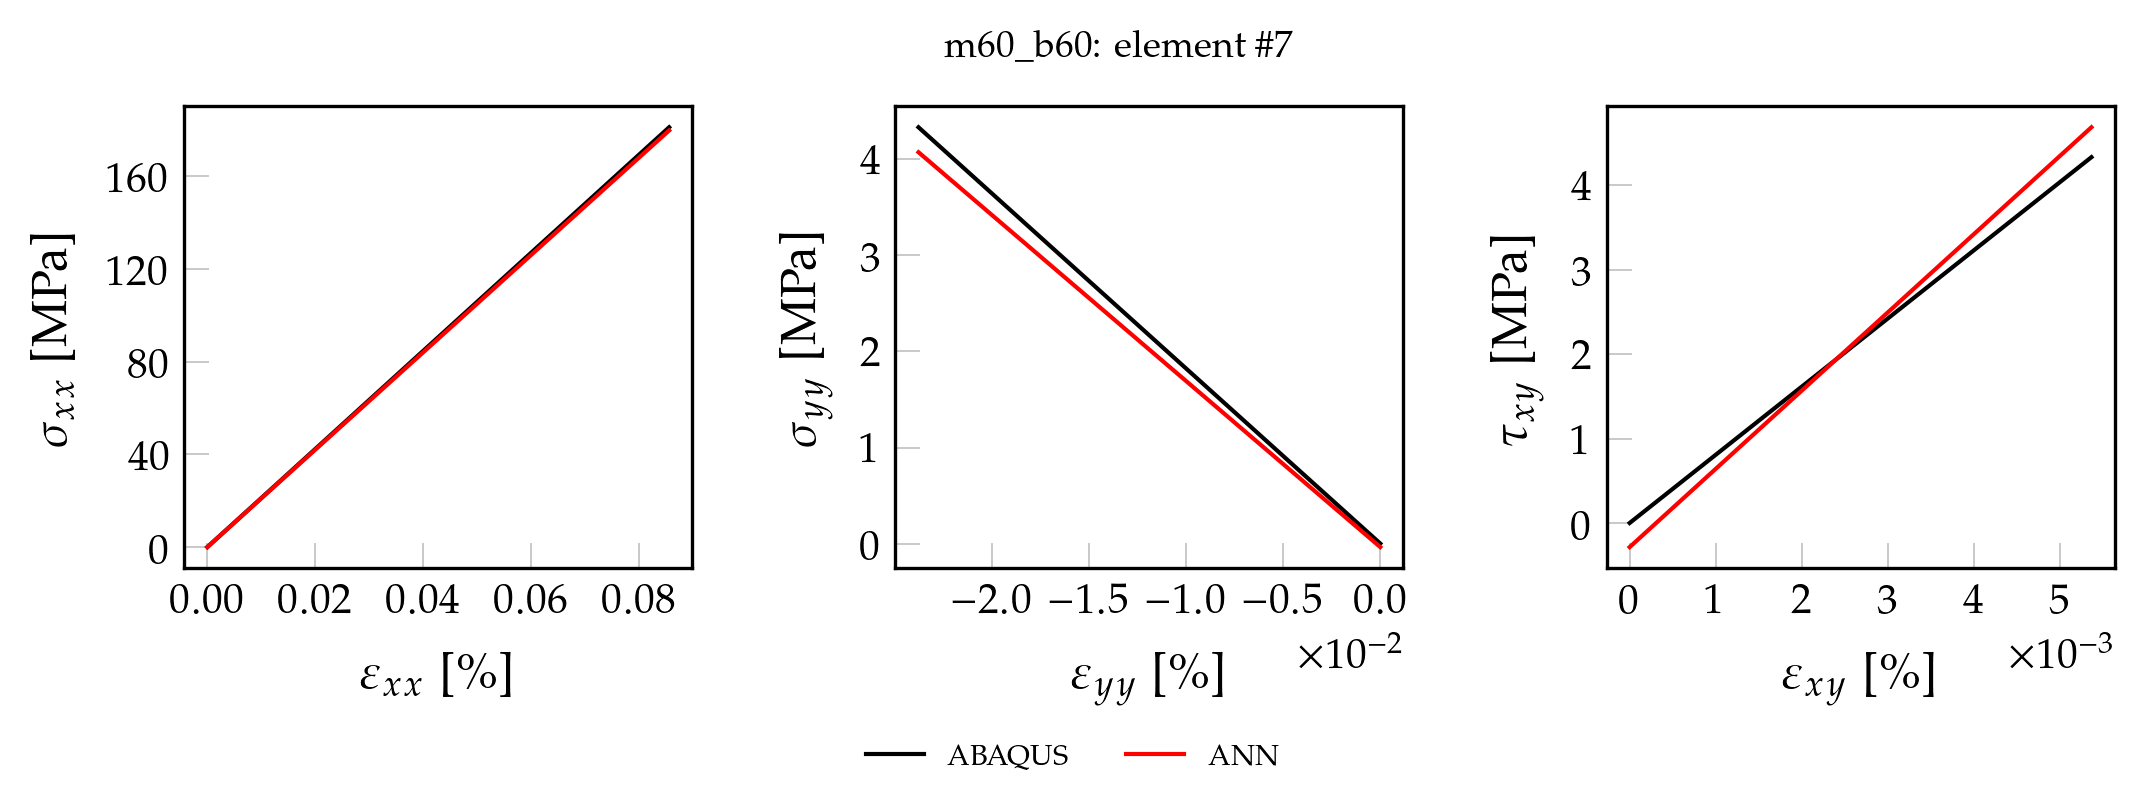 m60_b60: element #7
σxx [MPa]
160
120
80
40
0
0.00 0.02 0.04 0.06 0.08
εxx [%]
σyy [MPa]
4
3
2
1
0
−2.0 −1.5 −1.0 −0.5 0.0
×10−2
εyy [%]
τxy [MPa]
4
3
2
1
0
0 1 2 3 4 5
×10−3
εxy [%]
ABAQUS ANN